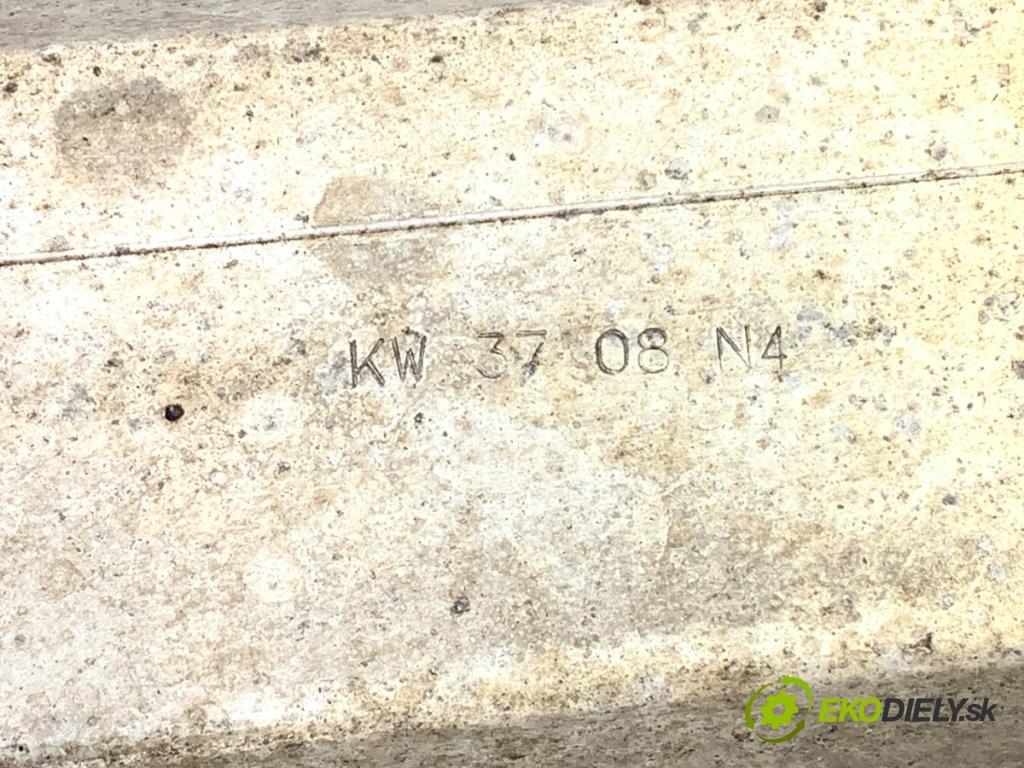 KW 37 08 N4
EKODIELY.sk